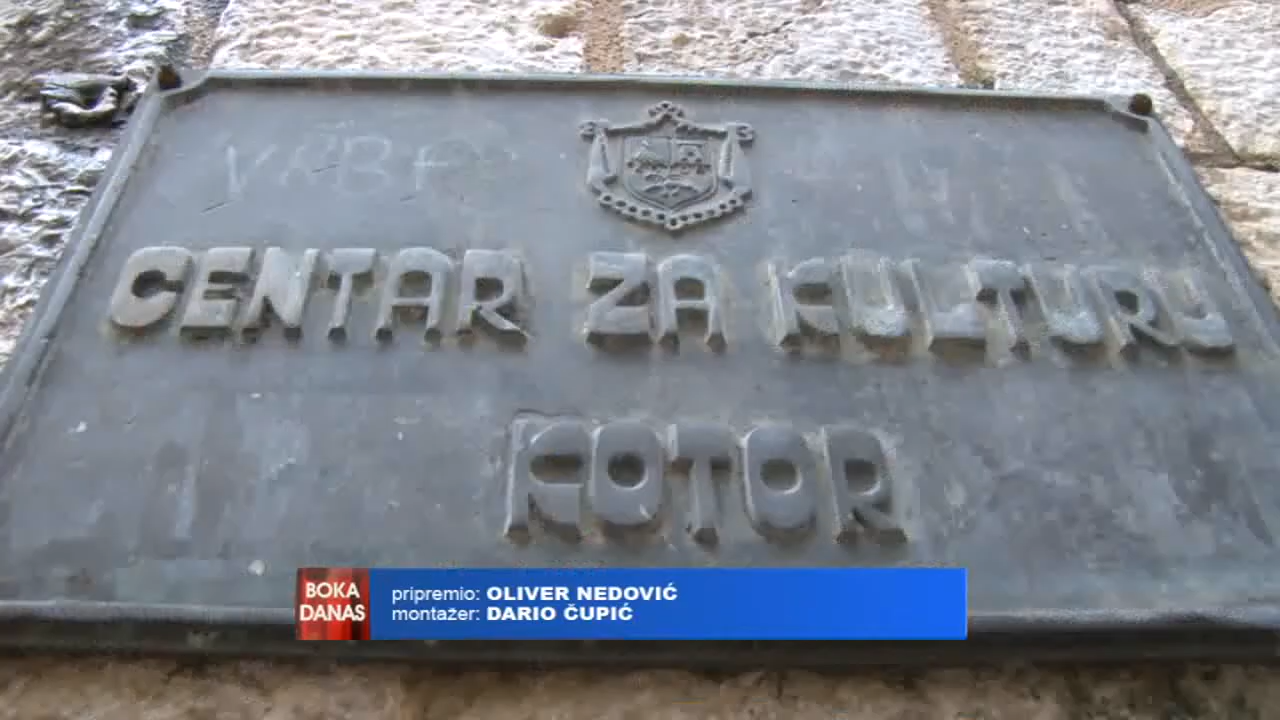 CENTAR ZA KULTURU
KOTOR
BOKA
DANAS
pripremio: OLIVER NEDOVIĆ
montažer: DARIO ČUPIĆ